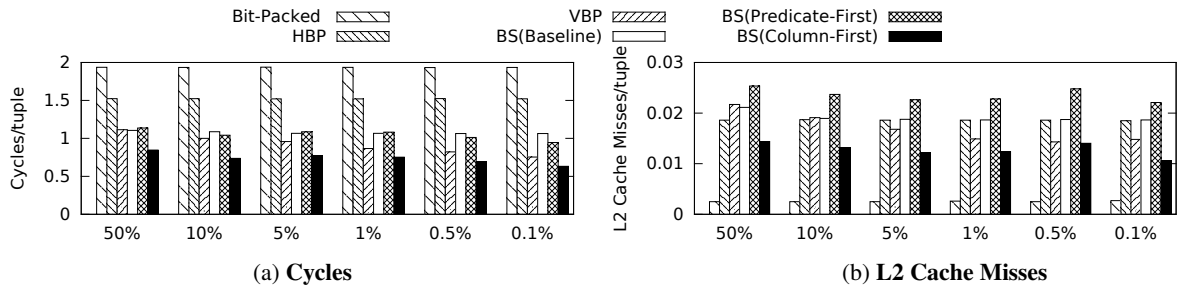 Bit-Packed VBP BS(Predicate-First)
HBP BS(Baseline) BS(Column-First)
Cycles/tuple
2
1.5
1
0.5
0
50% 10% 5% 1% 0.5% 0.1%
(a) Cycles
L2 Cache Misses/tuple
0.03
0.02
0.01
0
50% 10% 5% 1% 0.5% 0.1%
(b) L2 Cache Misses